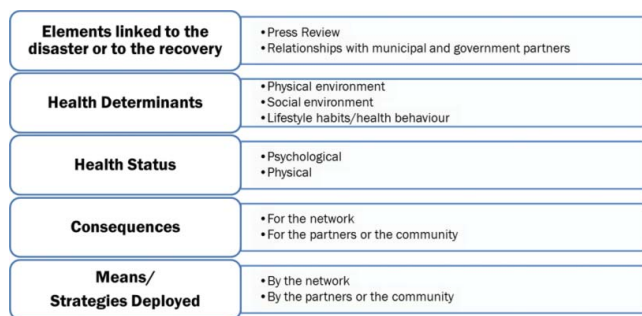 Elements linked to the
disaster or to the recovery
•Press Review
•Relationships with municipal and government partners
Health Determinants
•Physical environment
•Social environment
•Lifestyle habits/health behaviour
Health Status
•Psychological
•Physical
Consequences
•For the network
•For the partners or the community
Means/
Strategies Deployed
•By the network
•By the partners or the community